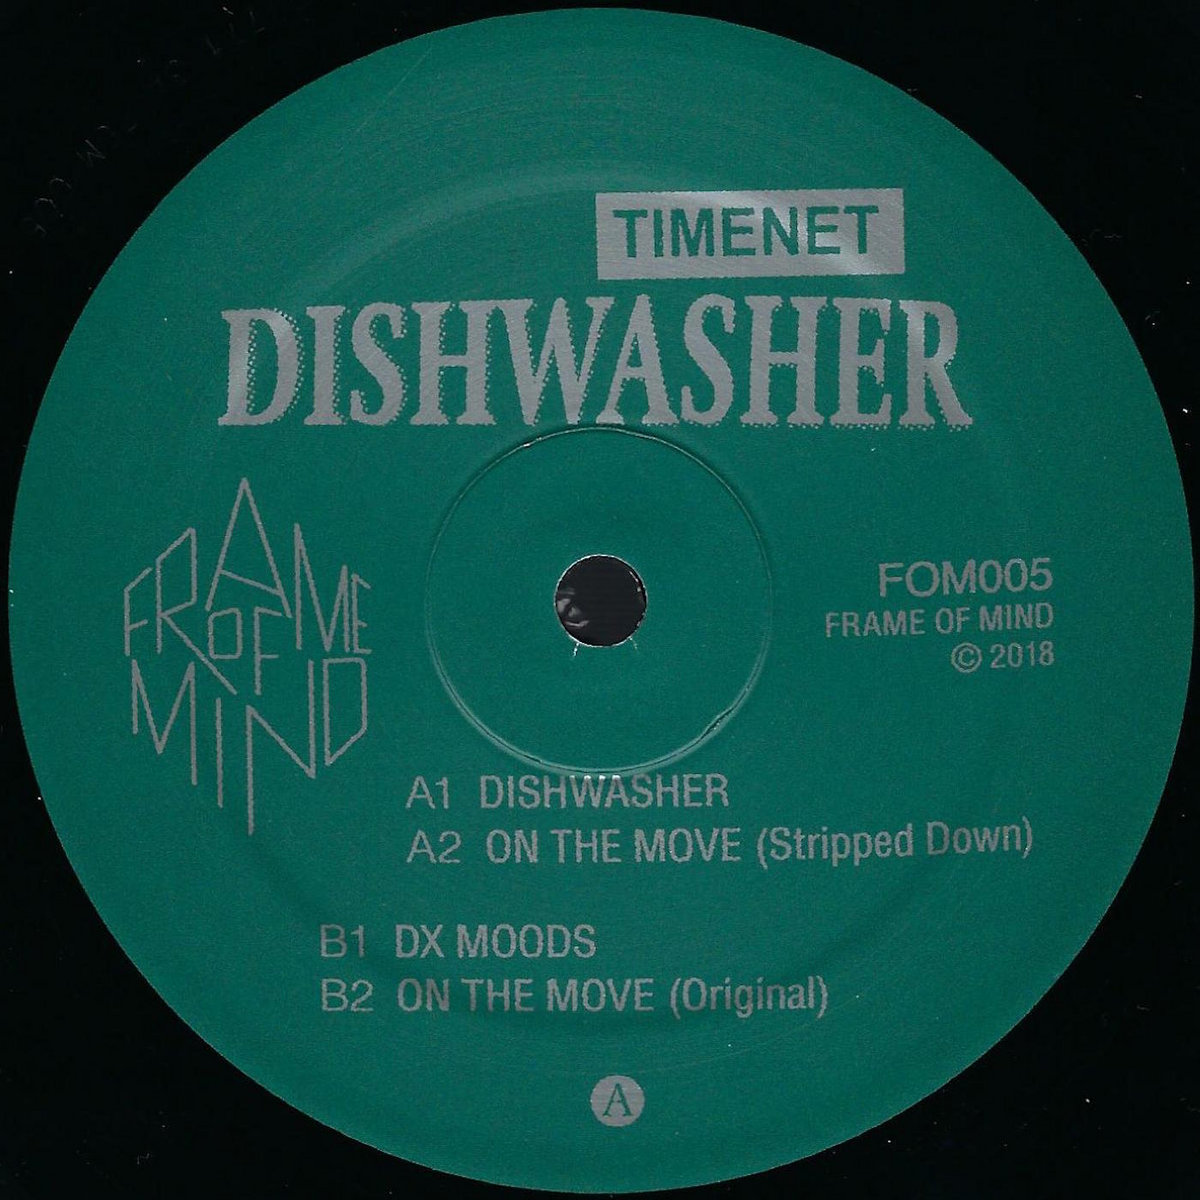 TIMENET
DISHWASHER
FRAME
OF
MIND
FOM005
FRAME OF MIND
© 2018
A1 DISHWASHER
A2 ON THE MOVE (Stripped Down)
B1 DX MOODS
B2 ON THE MOVE (Original)
A